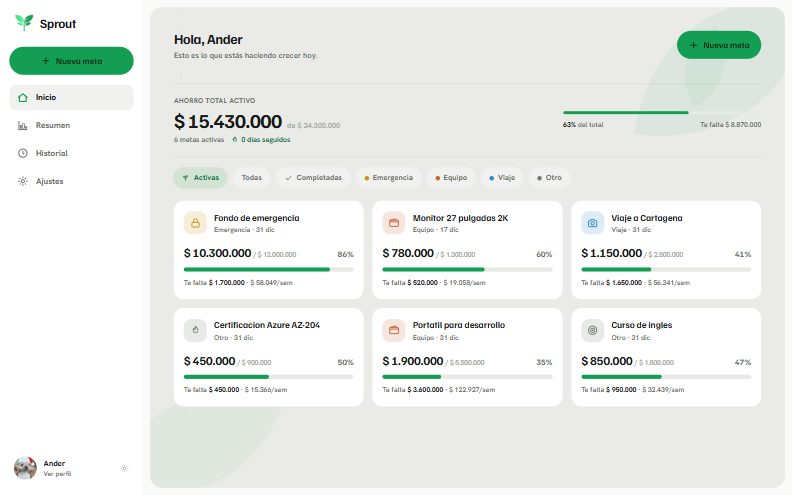 Sprout
Nueva meta
Inicio
Resumen
Historial
Ajustes
Ander
Ver perfil
Hola, Ander
Esto es lo que estás haciendo crecer hoy.
Nueva meta
AHORRO TOTAL ACTIVO
$ 15.430.000 de $ 24.300.000
6 metas activas 0 días seguidos
63% del total Te falta $ 8.870.000
Activas Todas Completadas Emergencia Equipo Viaje Otro
Fondo de emergencia
Emergencia · 31 dic
$ 10.300.000 / $ 12.000.000 86%
Te falta $ 1.700.000 · $ 58.049/sem
Monitor 27 pulgadas 2K
Equipo · 17 dic
$ 780.000 / $ 1.300.000 60%
Te falta $ 520.000 · $ 19.058/sem
Viaje a Cartagena
Viaje · 31 dic
$ 1.150.000 / $ 2.800.000 41%
Te falta $ 1.650.000 · $ 56.341/sem
Certificacion Azure AZ-204
Otro · 31 dic
$ 450.000 / $ 900.000 50%
Te falta $ 450.000 · $ 15.366/sem
Portatil para desarrollo
Equipo · 31 dic
$ 1.900.000 / $ 5.500.000 35%
Te falta $ 3.600.000 · $ 122.927/sem
Curso de ingles
Otro · 31 dic
$ 850.000 / $ 1.800.000 47%
Te falta $ 950.000 · $ 32.439/sem